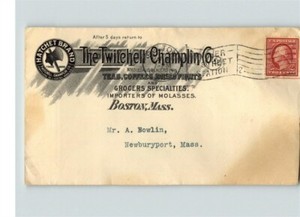 After 5 days return to
HATCHET BRAND
The Twitchell Champlin Co.
TEAS, COFFEES, DRIED FRUITS
AND
GROCERS SPECIALTIES.
IMPORTERS OF MOLASSES.
BOSTON, MASS.
Mr. A. Bowlin,
Newburyport, Mass.